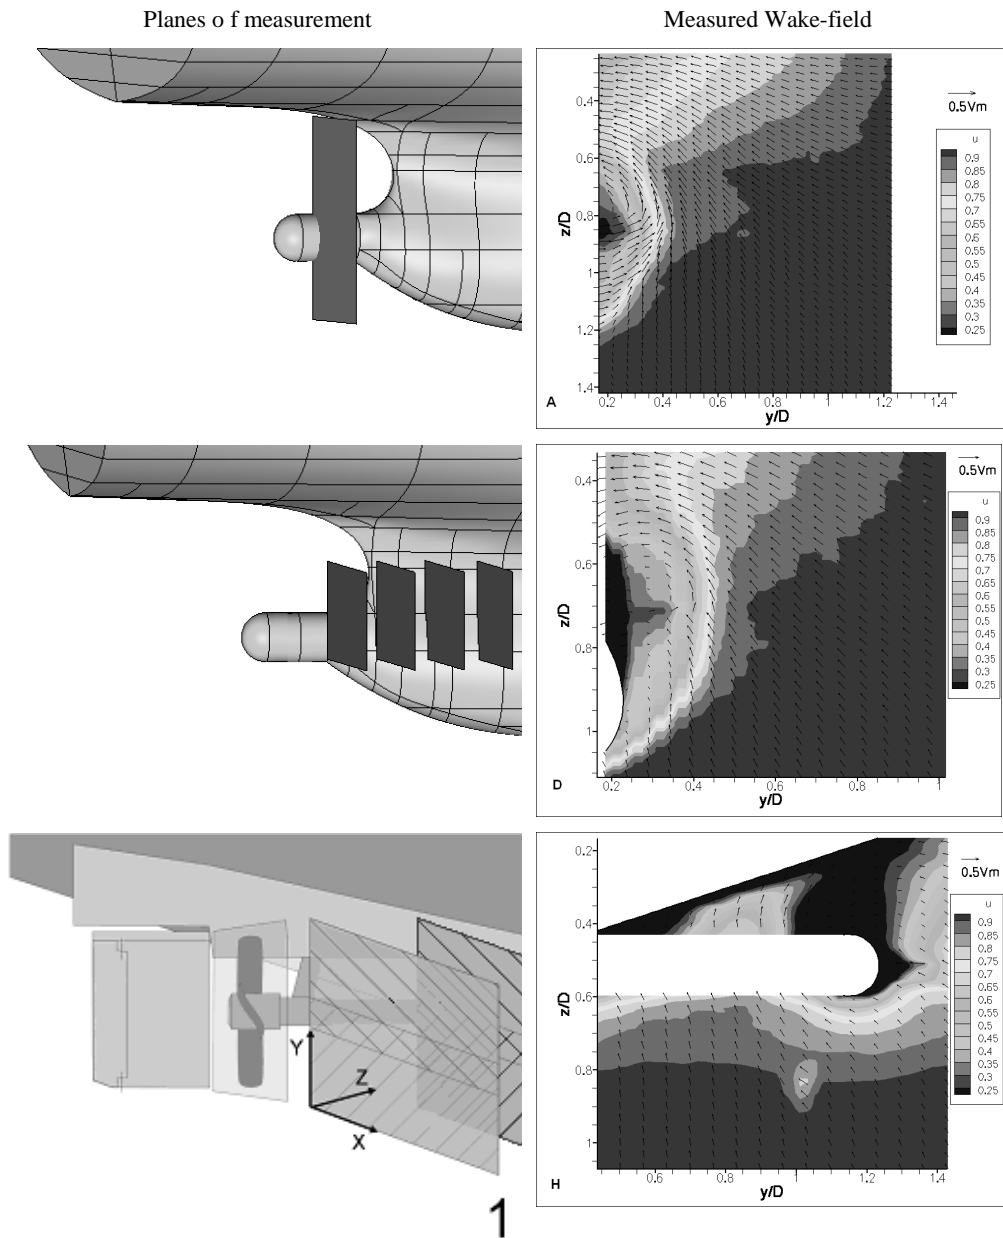 Planes o f measurement
Measured Wake-field
0.4
0.6
0.8
1
1.2
1.4
z/D
0.2 0.4 0.6 0.8 1 1.2 1.4
y/D
A
0.5Vm
u
0.9
0.85
0.8
0.75
0.7
0.65
0.6
0.55
0.5
0.45
0.4
0.35
0.3
0.25
0.4
0.6
0.8
1
z/D
0.2 0.4 0.6 0.8 1
y/D
D
0.5Vm
u
0.9
0.85
0.8
0.75
0.7
0.65
0.6
0.55
0.5
0.45
0.4
0.35
0.3
0.25
Y
Z
X
1
0.2
0.4
0.6
0.8
1
z/D
0.6 0.8 1 1.2 1.4
y/D
H
0.5Vm
u
0.9
0.85
0.8
0.75
0.7
0.65
0.6
0.55
0.5
0.45
0.4
0.35
0.3
0.25